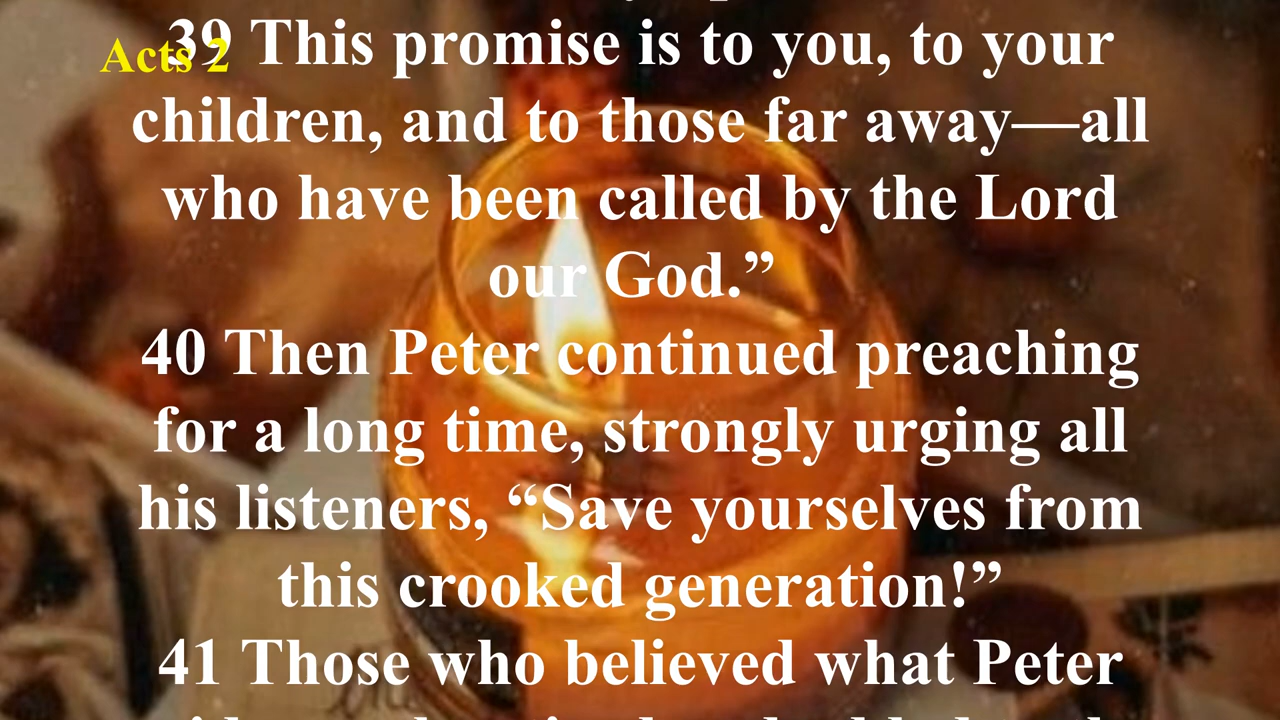 Acts 2
39 This promise is to you, to your
children, and to those far away—all
who have been called by the Lord
our God.”
40 Then Peter continued preaching
for a long time, strongly urging all
his listeners, “Save yourselves from
this crooked generation!”
41 Those who believed what Peter